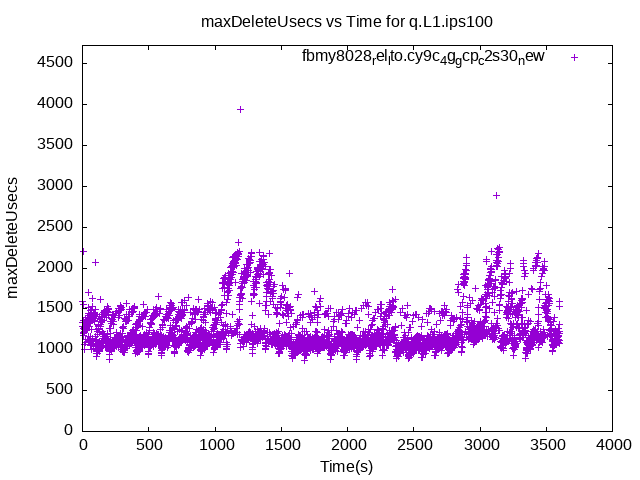 maxDeleteUsecs vs Time for q.L1.ips100
fbmy8028relto.cy9c4ggcpc2s30new
4500
4000
3500
3000
2500
2000
1500
1000
500
0
maxDeleteUsecs
0 500 1000 1500 2000 2500 3000 3500 4000
Time(s)